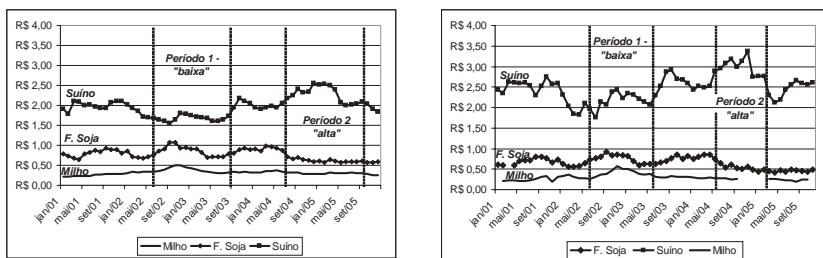 R$ 4,00
R$ 3,50
R$ 3,00
R$ 2,50
R$ 2,00
R$ 1,50
R$ 1,00
R$ 0,50
R$ 0,00
Período 1 -
"baixa"
Suíno
Período 2
"alta"
F. Soja
Milho
jan/01
mai/01
set/01
jan/02
mai/02
set/02
jan/03
mai/03
set/03
jan/04
mai/04
set/04
jan/05
mai/05
set/05
Milho F. Soja Suíno
R$ 4,00
R$ 3,50
R$ 3,00
R$ 2,50
R$ 2,00
R$ 1,50
R$ 1,00
R$ 0,50
R$ 0,00
Período 1 -
"baixa"
Suíno
Período 2
"alta"
F. Soja
Milho
jan/01
mai/01
set/01
jan/02
mai/02
set/02
jan/03
mai/03
set/03
jan/04
mai/04
set/04
jan/05
mai/05
set/05
F. Soja Suíno Milho